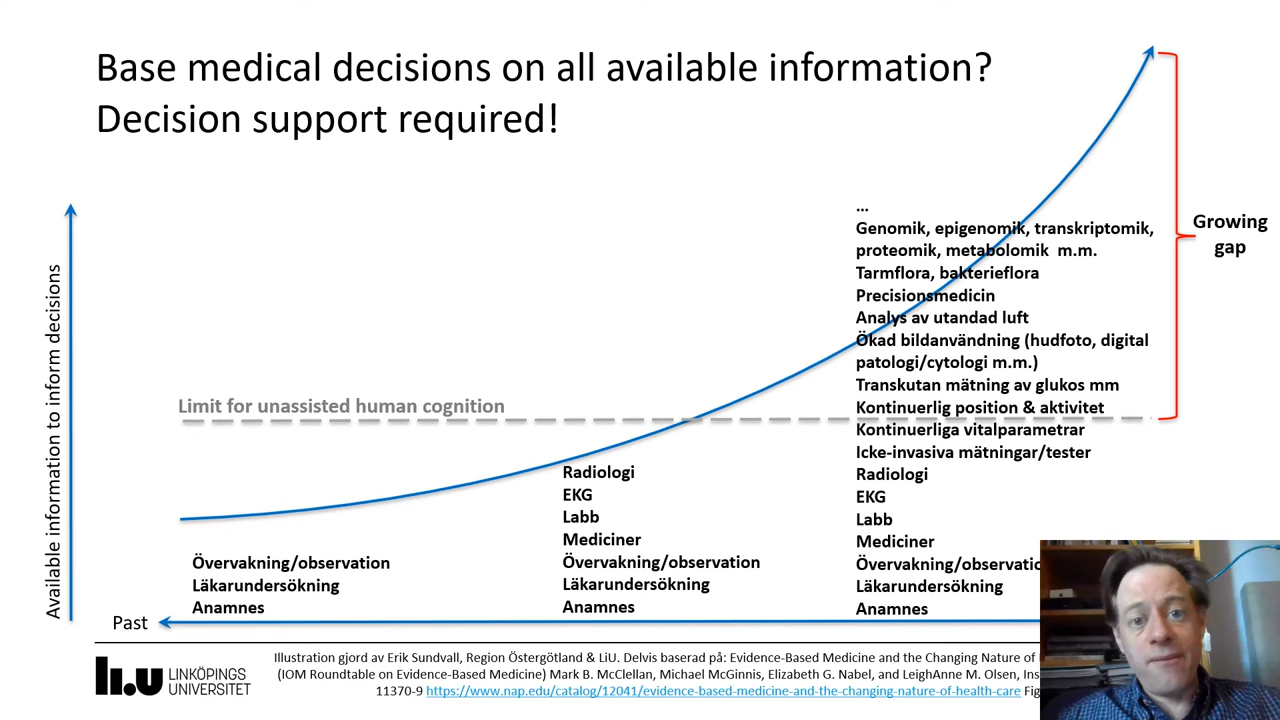 Base medical decisions on all available information?
Decision support required!
Available information to inform decisions
Limit for unassisted human cognition
Growing
gap
Övervakning/observation
Läkarundersökning
Anamnes
Radiologi
EKG
Labb
Mediciner
Övervakning/observation
Läkarundersökning
Anamnes
...
Genomik, epigenomik, transkriptomik,
proteomik, metabolomik m.m.
Tarmflora, bakterieflora
Precisionsmedicin
Analys av utandad luft
Ökad bildanvändning (hudfoto, digital
patologi/cytologi m.m.)
Transkutan mätning av glukos mm
Kontinuerlig position & aktivitet
Kontinuerliga vitalparametrar
Icke-invasiva mätningar/tester
Radiologi
EKG
Labb
Mediciner
Övervakning/observatio
Läkarundersökning
Anamnes
Past
LiU LINKÖPINGS
UNIVERSITET
Illustration gjord av Erik Sundvall, Region Östergötland & LiU. Delvis baserad på: Evidence-Based Medicine and the Changing Nature of
(IOM Roundtable on Evidence-Based Medicine) Mark B. McClellan, Michael McGinnis, Elizabeth G. Nabel, and LeighAnne M. Olsen, Ins
11370-9 https://www.nap.edu/catalog/12041/evidence-based-medicine-and-the-changing-nature-of-health-care Fig